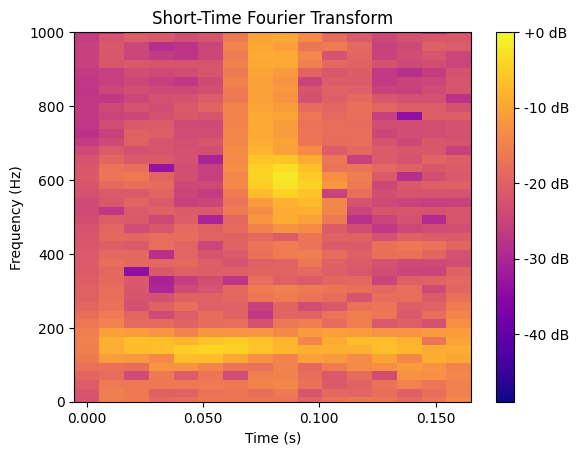 Short-Time Fourier Transform
Frequency (Hz)
1000
800
600
400
200
0
0.000
0.050
0.100
0.150
Time (s)
+0 dB
-10 dB
-20 dB
-30 dB
-40 dB